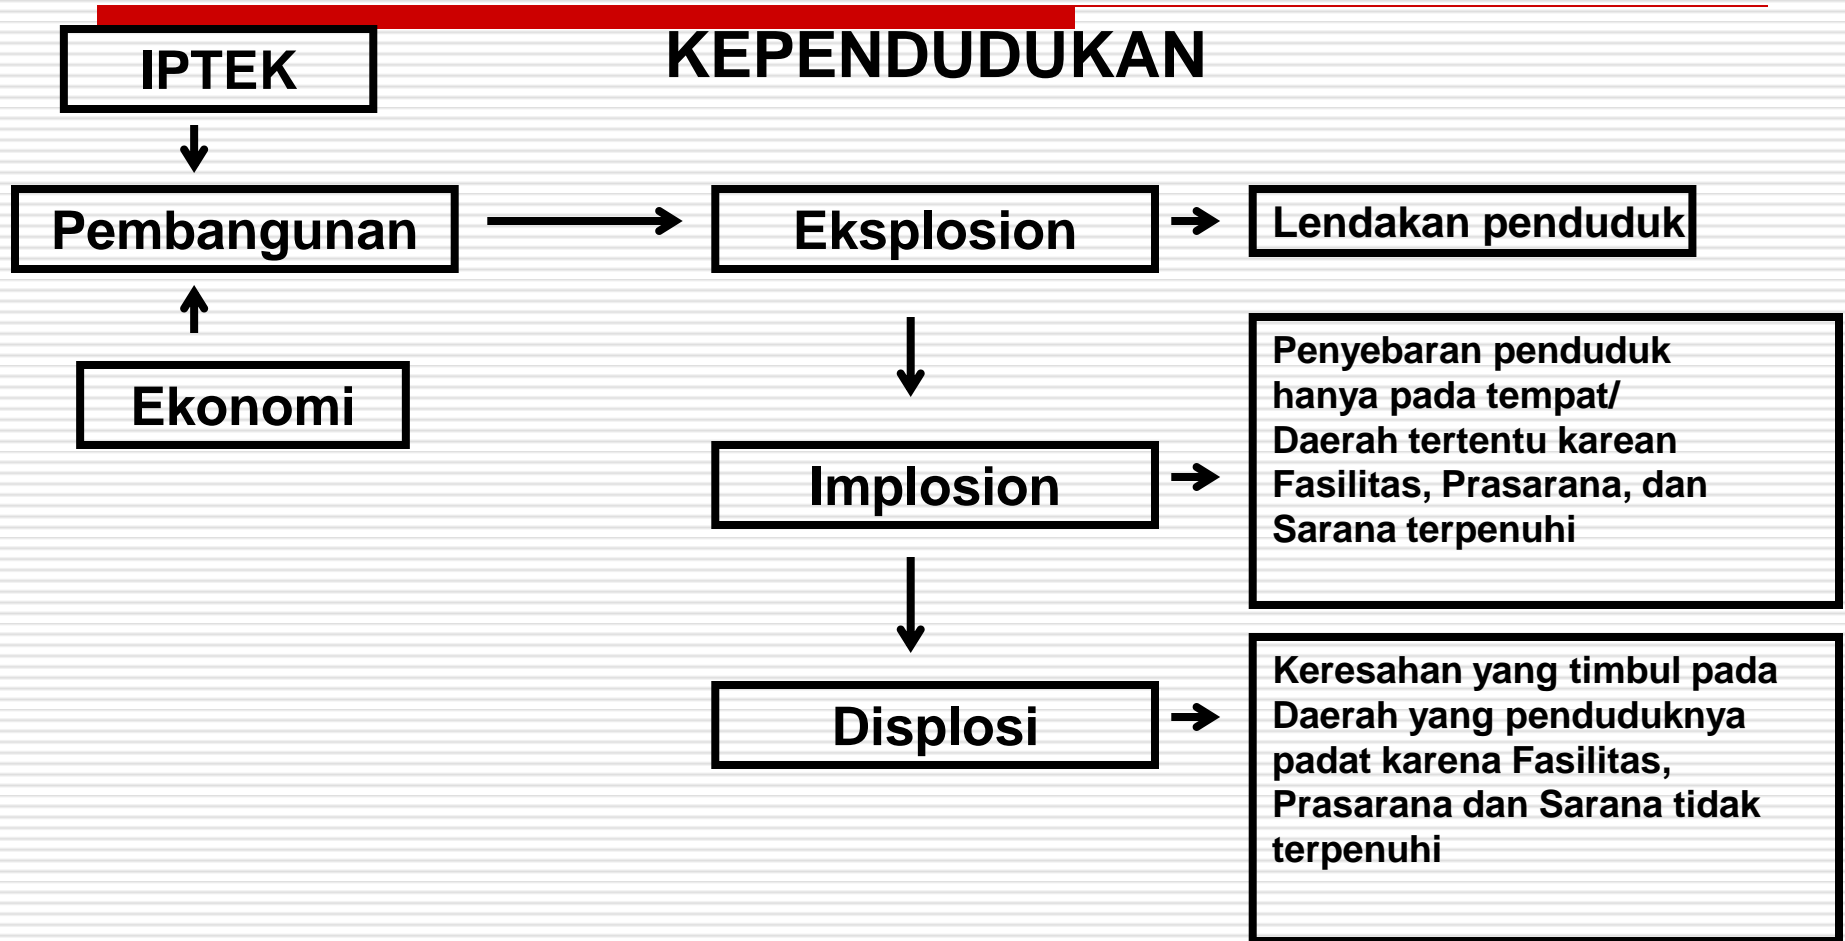 KEPENDUDUKAN
IPTEK
Pembangunan
Ekonomi
Eksplosion
Lendakan penduduk
Implosion
Penyebaran penduduk
hanya pada tempat/
Daerah tertentu karean
Fasilitas, Prasarana, dan
Sarana terpenuhi
Displosi
Keresahan yang timbul pada
Daerah yang penduduknya
padat karena Fasilitas,
Prasarana dan Sarana tidak
terpenuhi